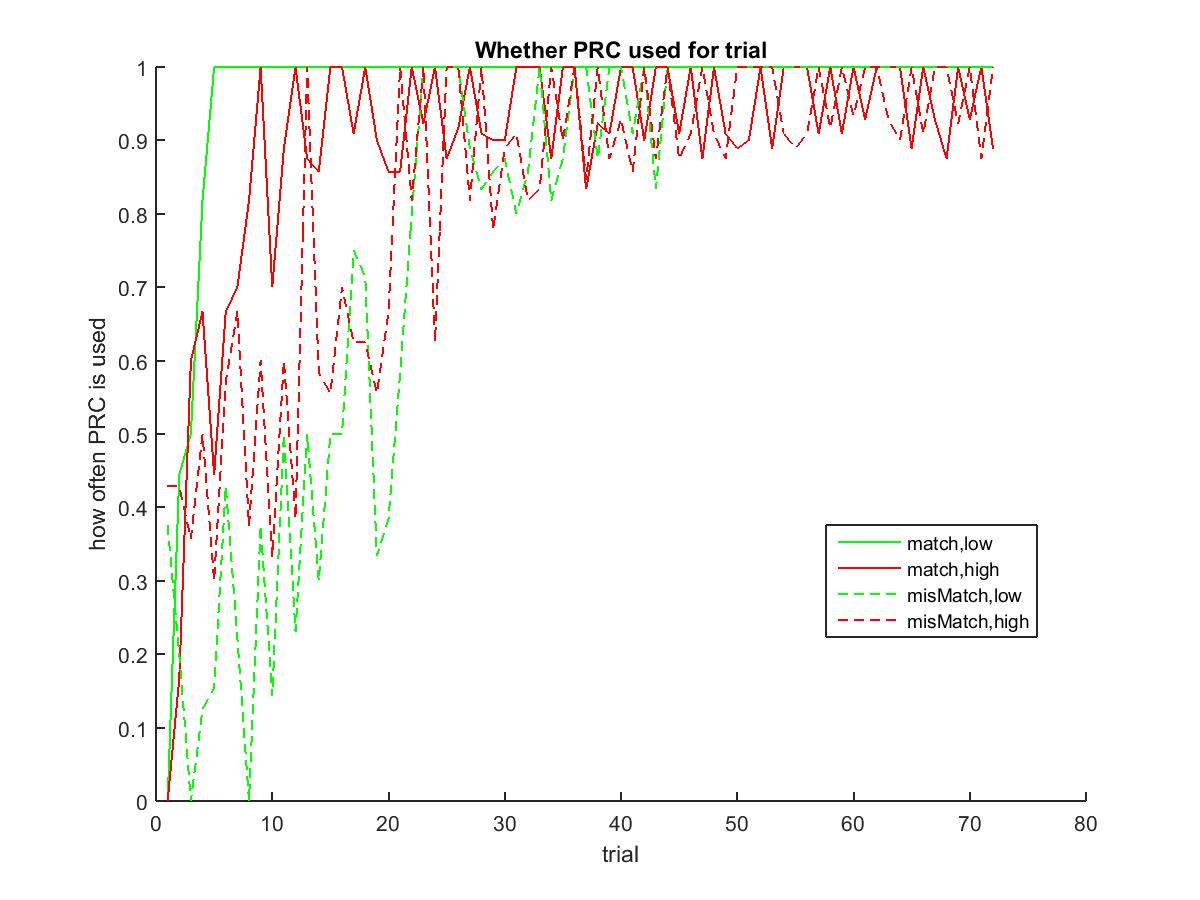 Whether PRC used for trial
how often PRC is used
1
0.9
0.8
0.7
0.6
0.5
0.4
0.3
0.2
0.1
0
0 10 20 30 40 50 60 70 80
trial
match,low
match,high
misMatch,low
misMatch,high